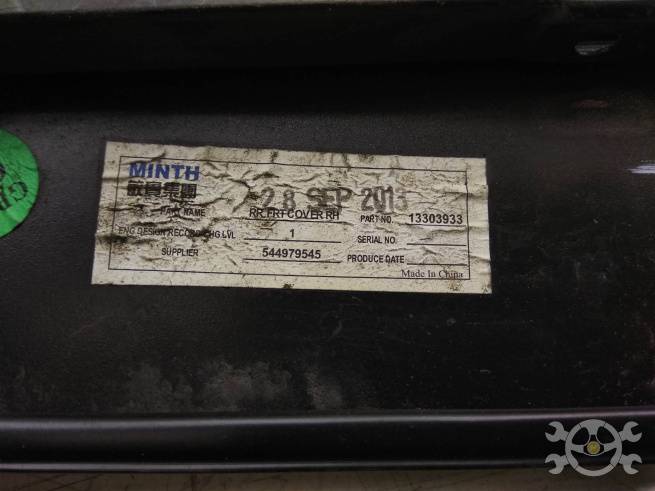 MINTH
敏實集團
28 SEP 2013
PART NAME RR FRT COVER RH PART NO 13303933
ENG DESIGN RECORD CHG LVL 1 SERIAL NO
SUPPLIER 544979545 PRODUCE DATE
Made In China